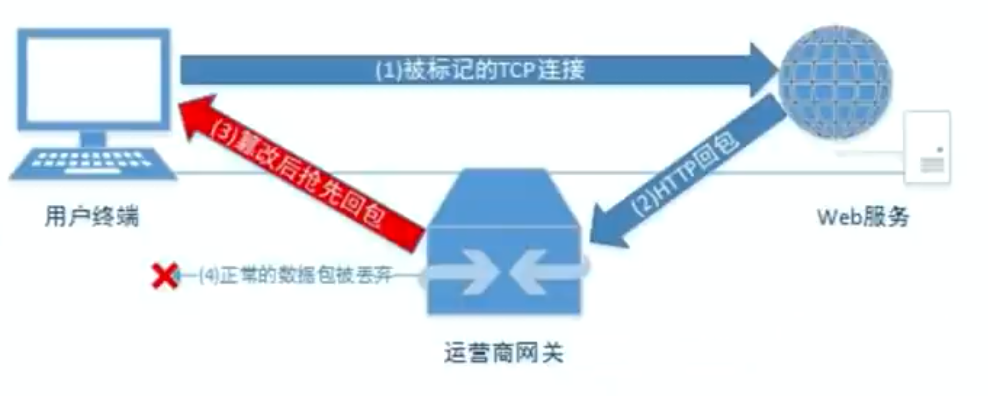 (1)被标记的TCP连接
(3)篡改后抢先回包
(2)HTTP回包
用户终端
Web服务
(4)正常的数据包被丢弃
运营商网关